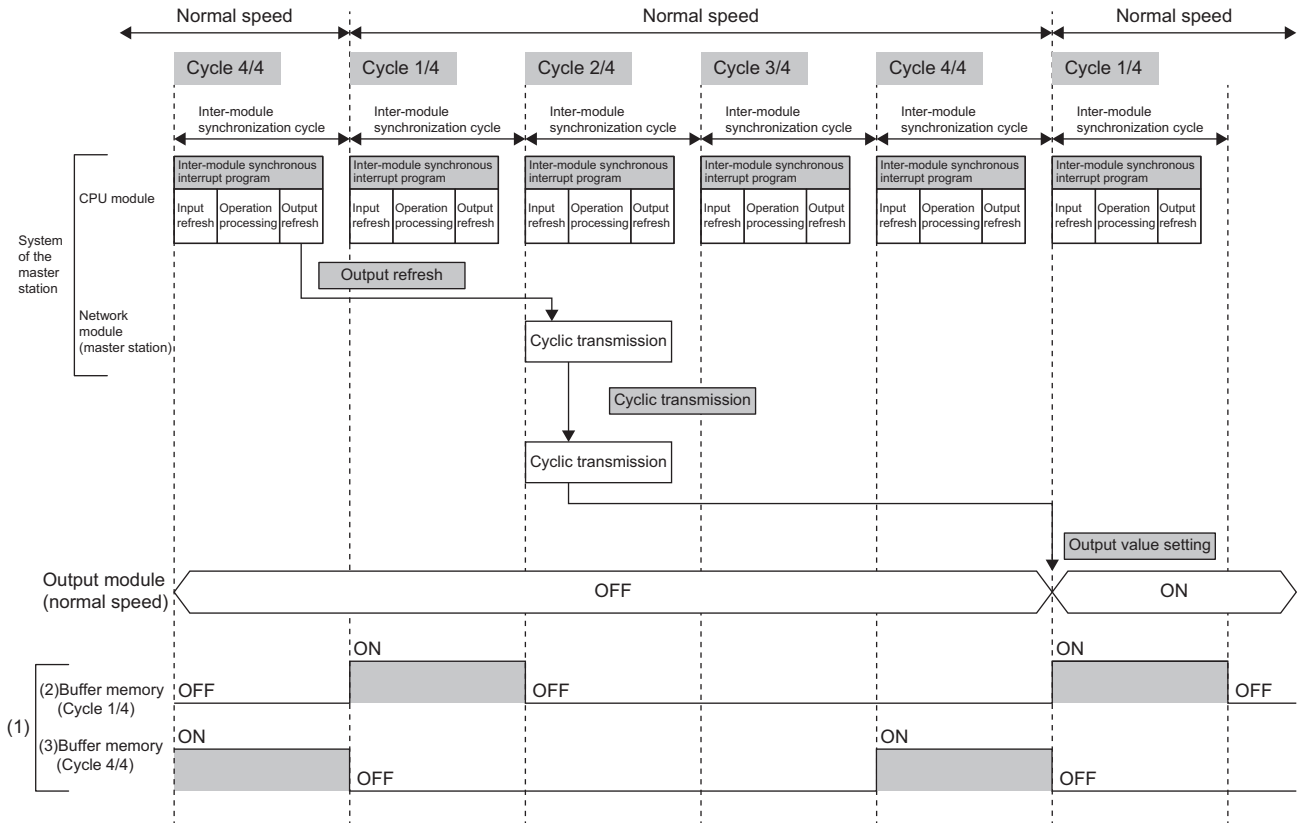 Normal speed
Normal speed
Normal speed
Cycle 4/4
Cycle 1/4
Cycle 2/4
Cycle 3/4
Cycle 4/4
Cycle 1/4
Inter-module
synchronization cycle
Inter-module
synchronization cycle
Inter-module
synchronization cycle
Inter-module
synchronization cycle
Inter-module
synchronization cycle
Inter-module
synchronization cycle
System
of the
master
station
CPU module
Inter-module synchronous
interrupt program
Input
refresh
Operation
processing
Output
refresh
Inter-module synchronous
interrupt program
Input
refresh
Operation
processing
Output
refresh
Inter-module synchronous
interrupt program
Input
refresh
Operation
processing
Output
refresh
Inter-module synchronous
interrupt program
Input
refresh
Operation
processing
Output
refresh
Inter-module synchronous
interrupt program
Input
refresh
Operation
processing
Output
refresh
Inter-module synchronous
interrupt program
Input
refresh
Operation
processing
Output
refresh
Output refresh
Network
module
(master station)
Cyclic transmission
Cyclic transmission
Cyclic transmission
Output value setting
Output module
(normal speed)
OFF
ON
(1)
(2)Buffer memory
(Cycle 1/4)
OFF
ON
OFF
ON
OFF
(3)Buffer memory
(Cycle 4/4)
ON
OFF
ON
OFF